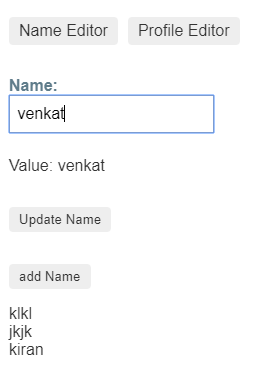 Name Editor Profile Editor
Name:
venkat
Value: venkat
Update Name
add Name
klkl
jkjk
kiran